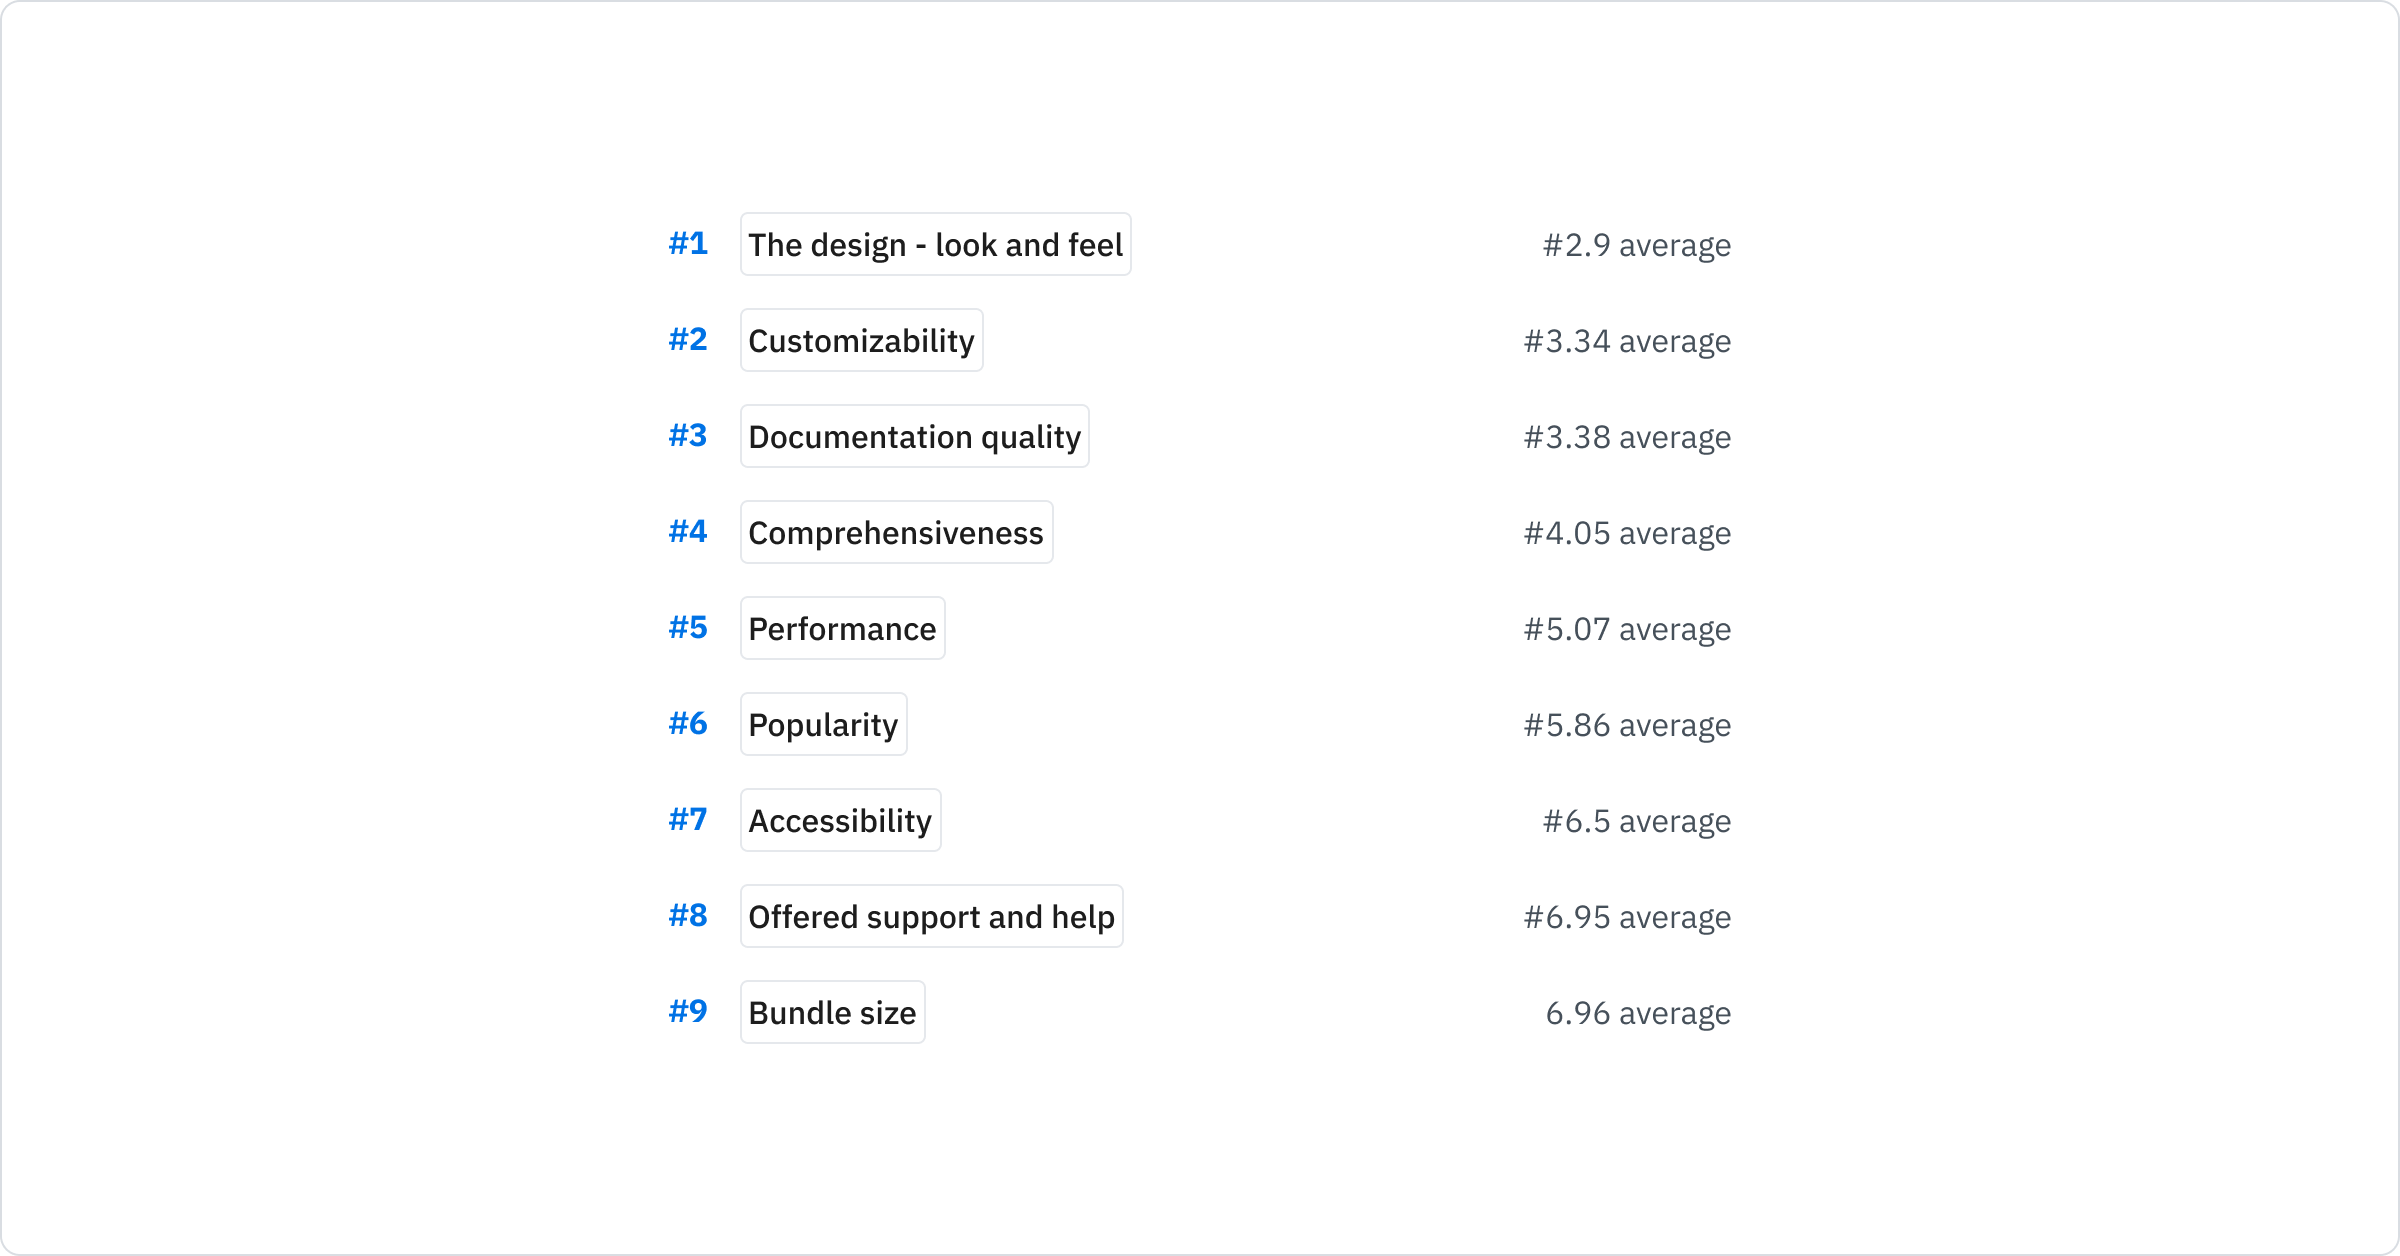 #1 The design - look and feel #2.9 average
#2 Customizability #3.34 average
#3 Documentation quality #3.38 average
#4 Comprehensiveness #4.05 average
#5 Performance #5.07 average
#6 Popularity #5.86 average
#7 Accessibility #6.5 average
#8 Offered support and help #6.95 average
#9 Bundle size 6.96 average